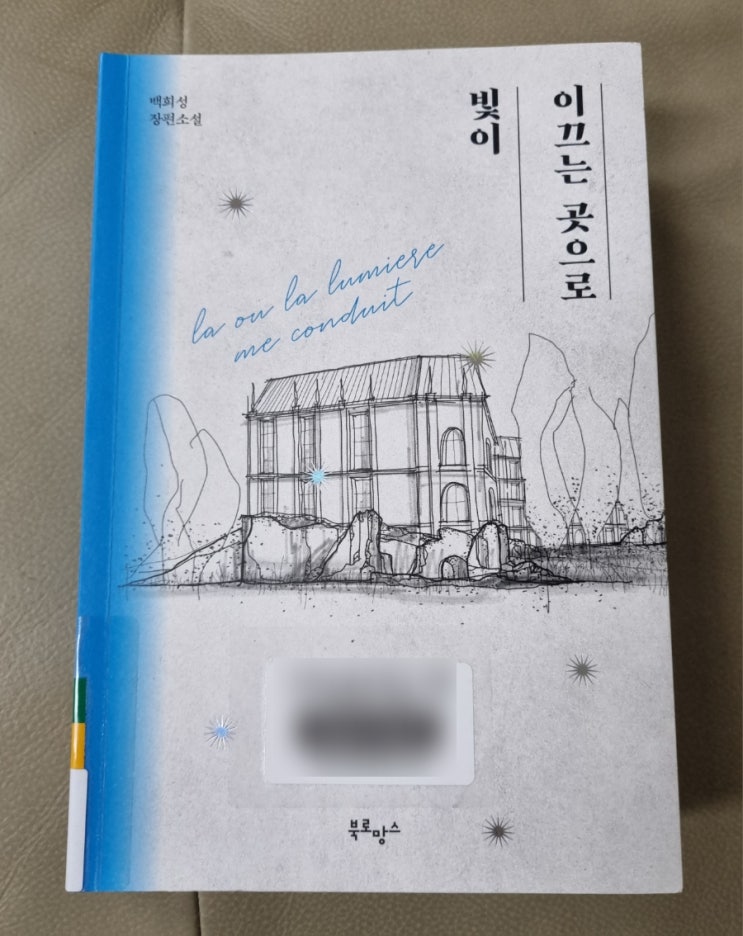 백희성
장편소설
빛이
이끄는 곳으로
la ou la lumiere
me conduit
북로망스